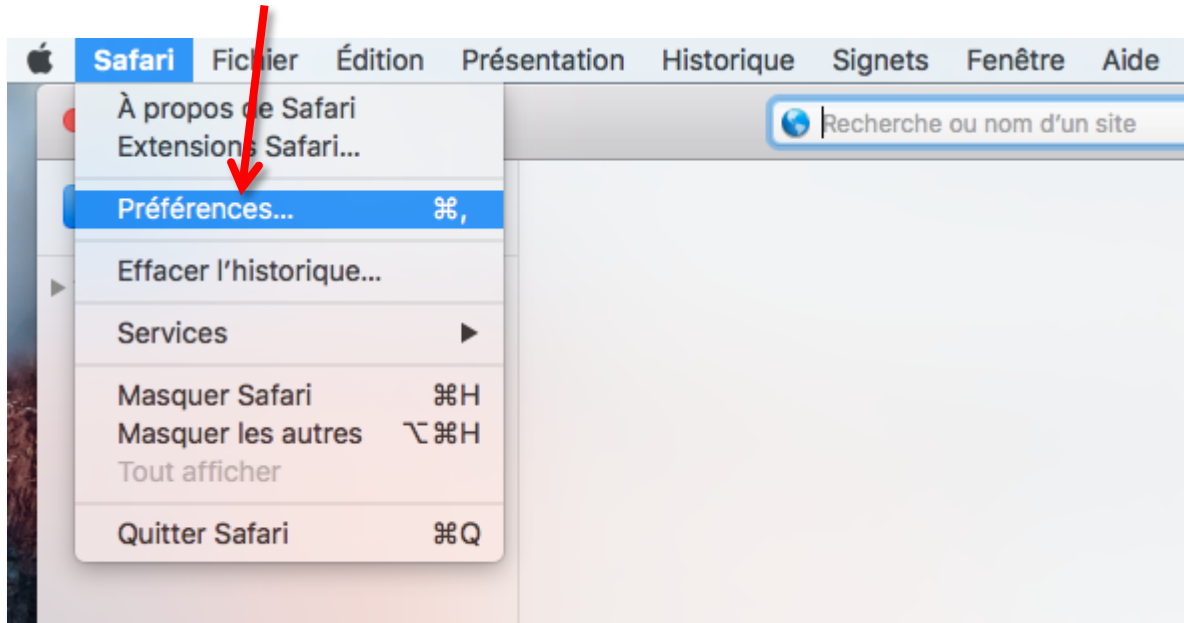 Safari Fichier Édition Présentation Historique Signets Fenêtre Aide
À propos de Safari
Recherche ou nom d'un site
Extensions Safari...
Préférences... ⌘,
Effacer l'historique...
Services ▶
Masquer Safari ⌘H
Masquer les autres ⌥⌘H
Tout afficher
Quitter Safari ⌘Q